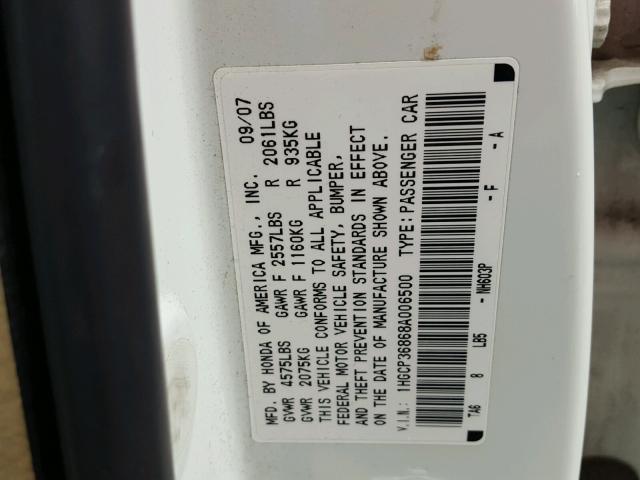 MFD. BY HONDA OF AMERICA MFG., INC. 09/07
GVWR 4575LBS GAWR F 2557LBS R 2061LBS
GVWR 2075KG GAWR F 1160KG R 935KG
THIS VEHICLE CONFORMS TO ALL APPLICABLE
FEDERAL MOTOR VEHICLE SAFETY, BUMPER,
AND THEFT PREVENTION STANDARDS IN EFFECT
ON THE DATE OF MANUFACTURE SHOWN ABOVE.
V.I.N.: 1HGCP36868A006500 TYPE: PASSENGER CAR
TA6 8 LB5 - NH603P - F - A